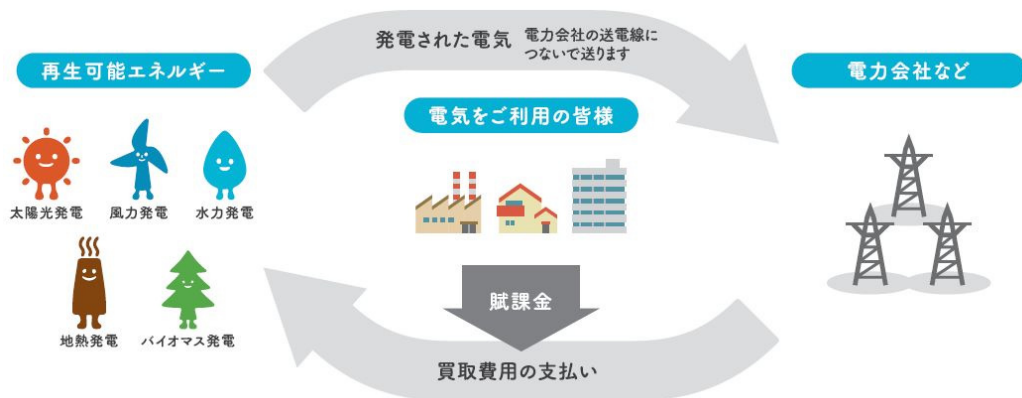 発電された電気 電力会社の送電線に
つないで送ります
再生可能エネルギー
電力会社など
電気をご利用の皆様
太陽光発電
風力発電
水力発電
地熱発電
バイオマス発電
賦課金
買取費用の支払い